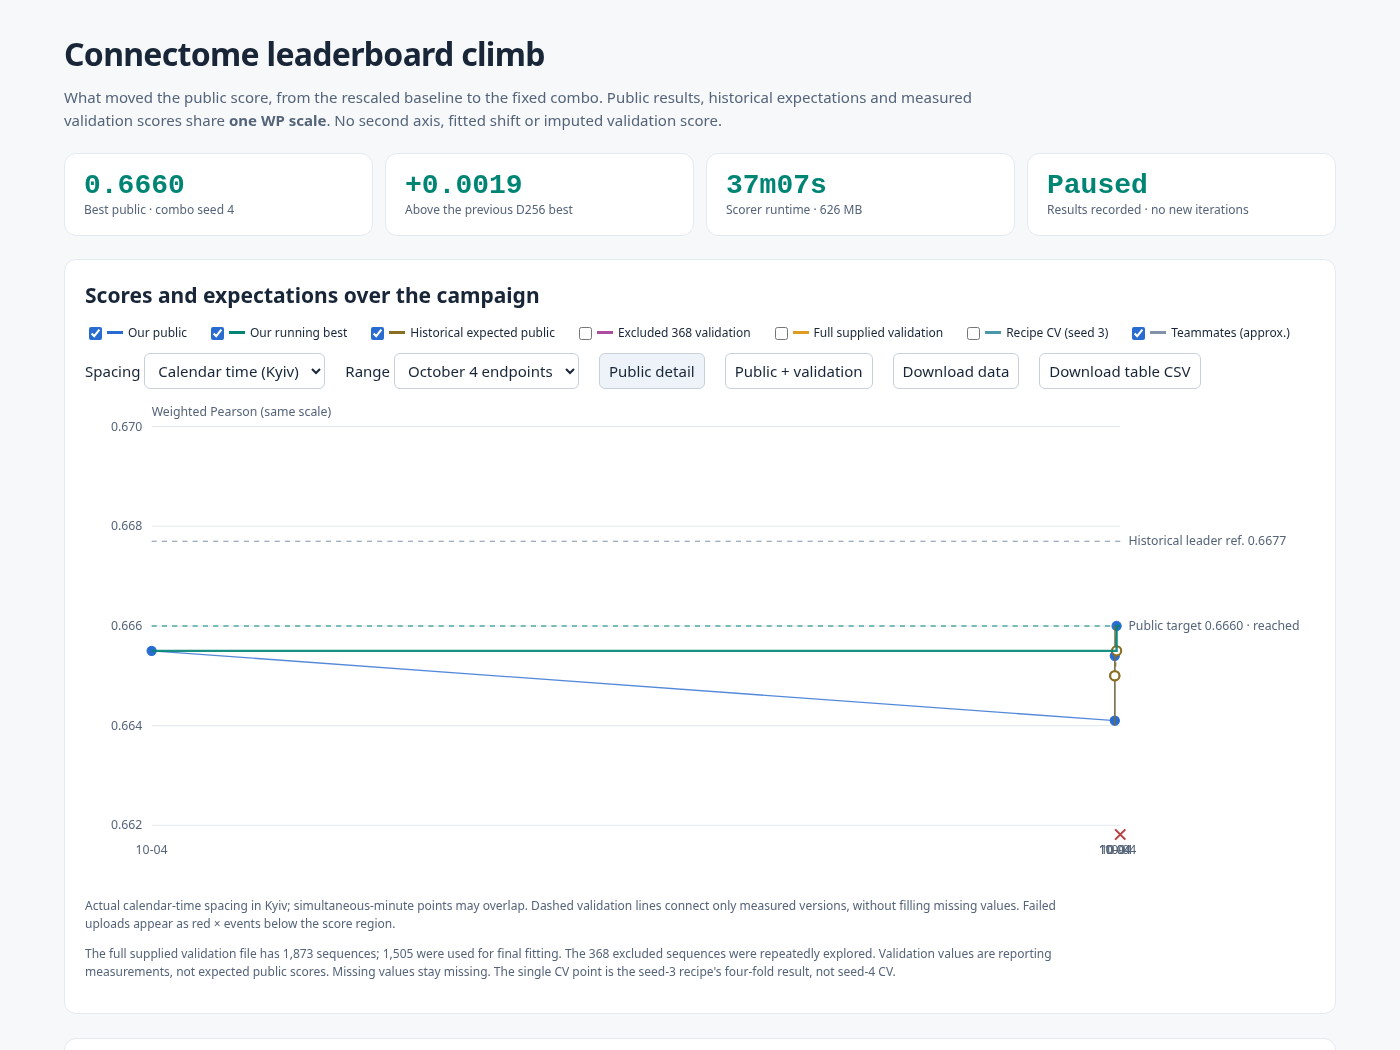 Connectome leaderboard climb
What moved the public score, from the rescaled baseline to the fixed combo. Public results, historical expectations and measured
validation scores share one WP scale. No second axis, fitted shift or imputed validation score.
0.6660
Best public · combo seed 4
+0.0019
Above the previous D256 best
37m07s
Scorer runtime · 626 MB
Paused
Results recorded · no new iterations
Scores and expectations over the campaign
Our public
Our running best
Historical expected public
Excluded 368 validation
Full supplied validation
Recipe CV (seed 3)
Teammates (approx.)
Spacing
Calendar time (Kyiv)
Range
October 4 endpoints
Public detail
Public + validation
Download data
Download table CSV
Weighted Pearson (same scale)
0.670
0.668
Historical leader ref. 0.6677
0.666
Public target 0.6660 · reached
0.664
0.662
10-04
Actual calendar-time spacing in Kyiv; simultaneous-minute points may overlap. Dashed validation lines connect only measured versions, without filling missing values. Failed
uploads appear as red × events below the score region.
The full supplied validation file has 1,873 sequences; 1,505 were used for final fitting. The 368 excluded sequences were repeatedly explored. Validation values are reporting
measurements, not expected public scores. Missing values stay missing. The single CV point is the seed-3 recipe's four-fold result, not seed-4 CV.